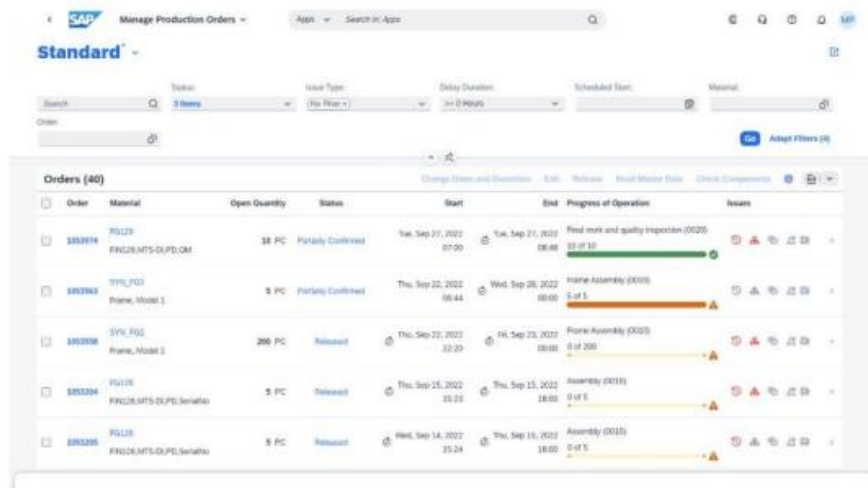 SAP Manage Production Orders Apps Search in: Apps MP
Standard*
Status: Issue Type: Delay Duration: Scheduled Start: Material:
Search 3 Items (No Filter) >= 0 Hours
Order:
Go Adapt Filters (4)
Orders (40) Change Dates and Quantities Edit Release Read Master Data Check Components
Order Material Open Quantity Status Start End Progress of Operation Issues
FG129 Tue, Sep 27, 2022 Tue, Sep 27, 2022 Final work and quality inspection (0020)
1053974 10 PC Partially Confirmed
FIN129,MTS-DI,PD,OM 07:00 08:48 10 of 10
Thu, Sep 22, 2022 Wed, Sep 28, 2022 Frame Assembly (0010)
5 PC Partially Confirmed
Frame, Model 1 08:44 00:00 5 of 5
SYN_FG2 Thu, Sep 22, 2022 Fri, Sep 23, 2022 Frame Assembly (0010)
200 PC Released
Frame, Model 1 22:20 00:00 0 of 200
FG126 Thu, Sep 15, 2022 Thu, Sep 15, 2022 Assembly (0010)
1053204 5 PC Released
FIN126,MTS-DI,PD,SerialNo 16:00 0 of 5
FG126 Wed, Sep 14, 2022 Thu, Sep 15, 2022 Assembly (0010)
1053205 5 PC Released
FIN126,MTS-DI,PD,SerialNo 16:00 0 of 5